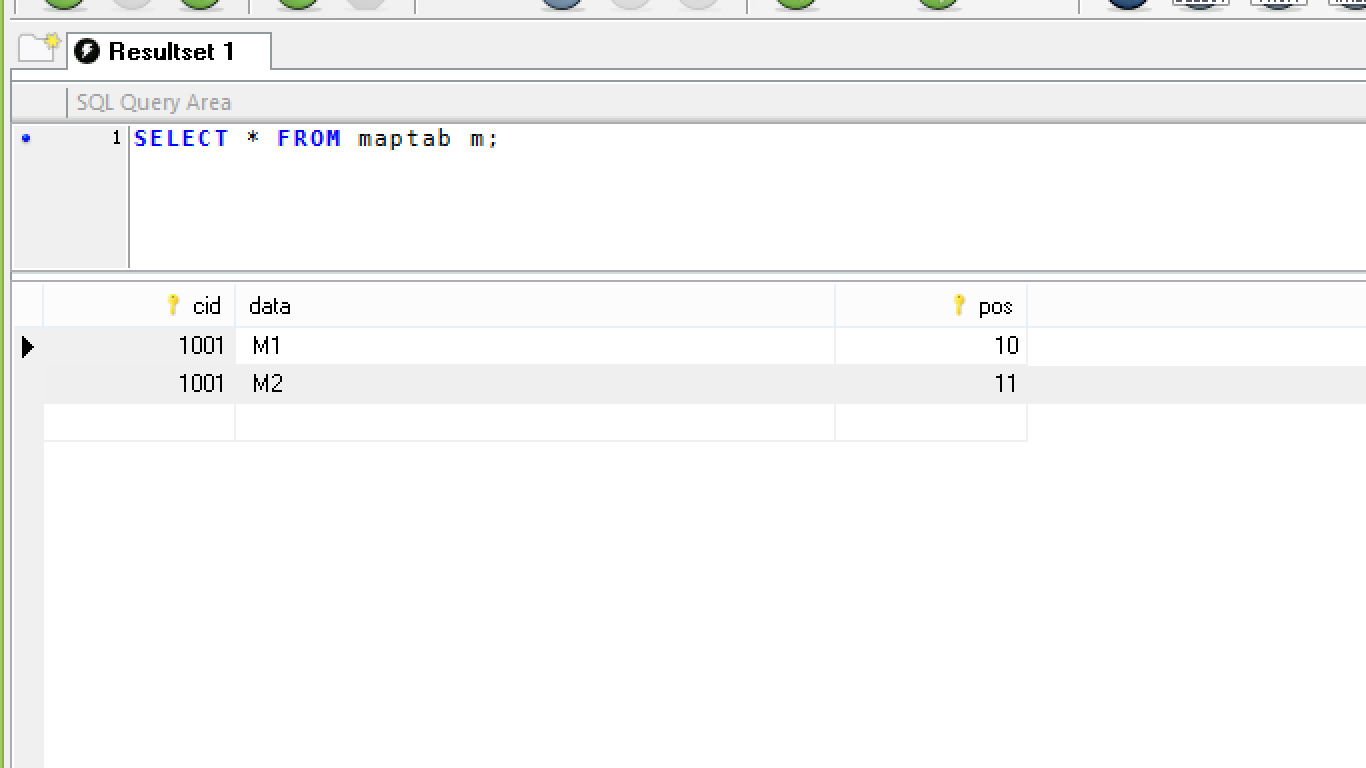 Resultset 1
SQL Query Area
1 SELECT * FROM maptab m;
cid data pos
1001 M1 10
1001 M2 11